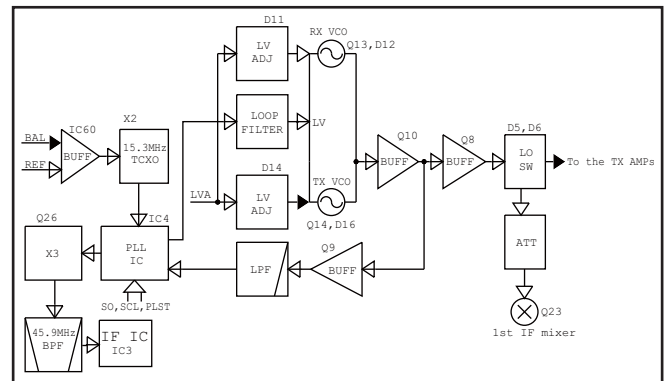 D11
RX VCO
LV
ADJ
Q13,D12
IC60
X2
Q10
Q8
D5,D6
BAL
REF
BUFF
15.3MHz
TCXO
LOOP
FILTER
LV
BUFF
BUFF
LO
SW
To the TX AMPs
D14
TX VCO
LVA
LV
ADJ
Q26
IC4
Q14,D16
X3
PLL
IC
LPF
Q9
BUFF
ATT
SO,SCL,PLST
Q23
45.9MHz
BPF
IF IC
IC3
1st IF mixer